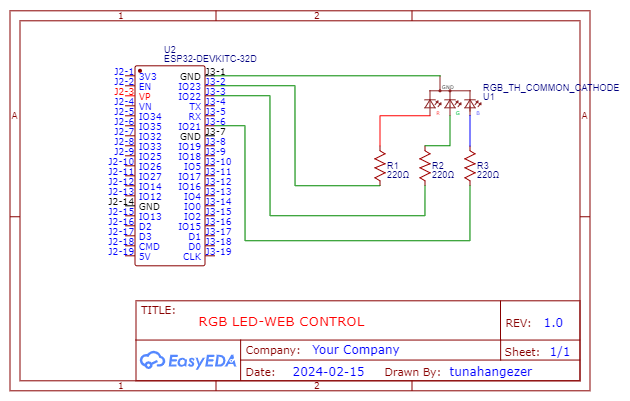 1 2
A A
U2
ESP32-DEVKITC-32D
J2-1 3V3 GND J3-1
J2-2 EN IO23 J3-2
J2-3 VP IO22 J3-3
J2-4 VN TX J3-4
J2-5 IO34 RX J3-5
J2-6 IO35 IO21 J3-6
J2-7 IO32 GND J3-7
J2-8 IO33 IO19 J3-8
J2-9 IO25 IO18 J3-9
J2-10 IO26 IO5 J3-10
J2-11 IO27 IO17 J3-11
J2-12 IO14 IO16 J3-12
J2-13 IO12 IO4 J3-13
J2-14 GND IO0 J3-14
J2-15 IO13 IO2 J3-15
J2-16 D2 IO15 J3-16
J2-17 D3 D1 J3-17
J2-18 CMD D0 J3-18
J2-19 5V CLK J3-19
GND
RGB_TH_COMMON_CATHODE
U1
R G B
R1 R2 R3
220Ω 220Ω 220Ω
TITLE:
RGB LED-WEB CONTROL
REV: 1.0
EasyEDA
Company: Your Company
Sheet: 1/1
Date: 2024-02-15 Drawn By: tunahangezer
1 2